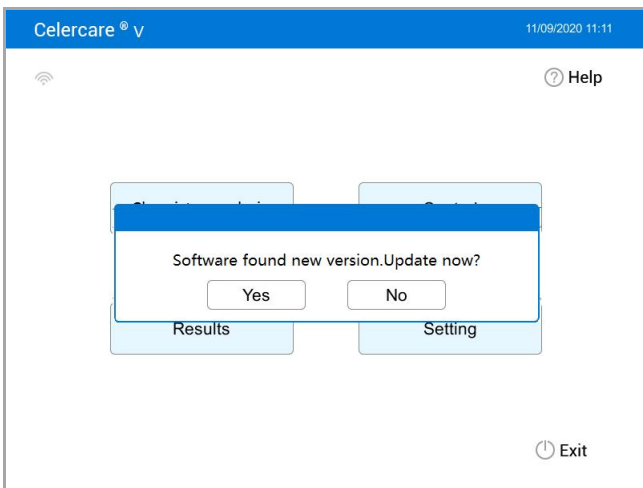 Celercare ® V
11/09/2020 11:11
Help
Software found new version.Update now?
Yes
No
Results
Setting
Exit